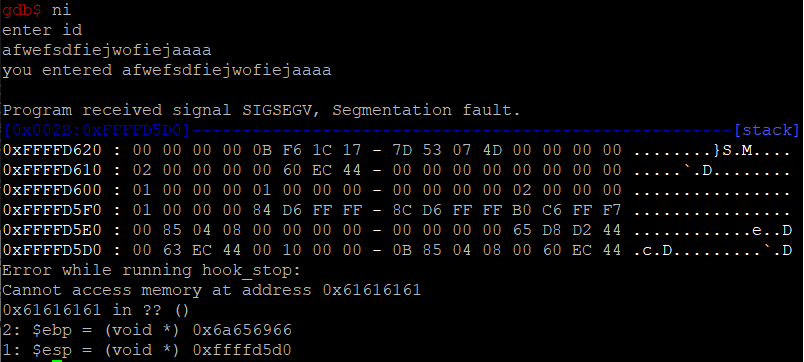 gdb$ ni
enter id
afwefsdfiejwofiejaaaa
you entered afwefsdfiejwofiejaaaa
Program received signal SIGSEGV, Segmentation fault.
[0x002B:0xFFFFD5D0]------------------------------------------------------[stack]
0xFFFFD620 : 00 00 00 00 0B F6 1C 17 - 7D 53 07 4D 00 00 00 00 ........}S.M....
0xFFFFD610 : 02 00 00 00 60 EC 44 - 00 00 00 00 00 00 00 00 .....`.D........
0xFFFFD600 : 01 00 00 00 01 00 00 00 - 00 00 00 00 02 00 00 00 ................
0xFFFFD5F0 : 01 00 00 00 84 D6 FF FF - 8C D6 FF FF B0 C6 FF F7 ................
0xFFFFD5E0 : 00 85 04 08 00 00 00 00 - 00 00 00 00 65 D8 D2 44 ............e..D
0xFFFFD5D0 : 00 63 EC 44 00 10 00 00 - 0B 85 04 08 00 60 EC 44 .c.D.........`.D
Error while running hook_stop:
Cannot access memory at address 0x61616161
0x61616161 in ?? ()
2: $ebp = (void *) 0x6a656966
1: $esp = (void *) 0xffffd5d0